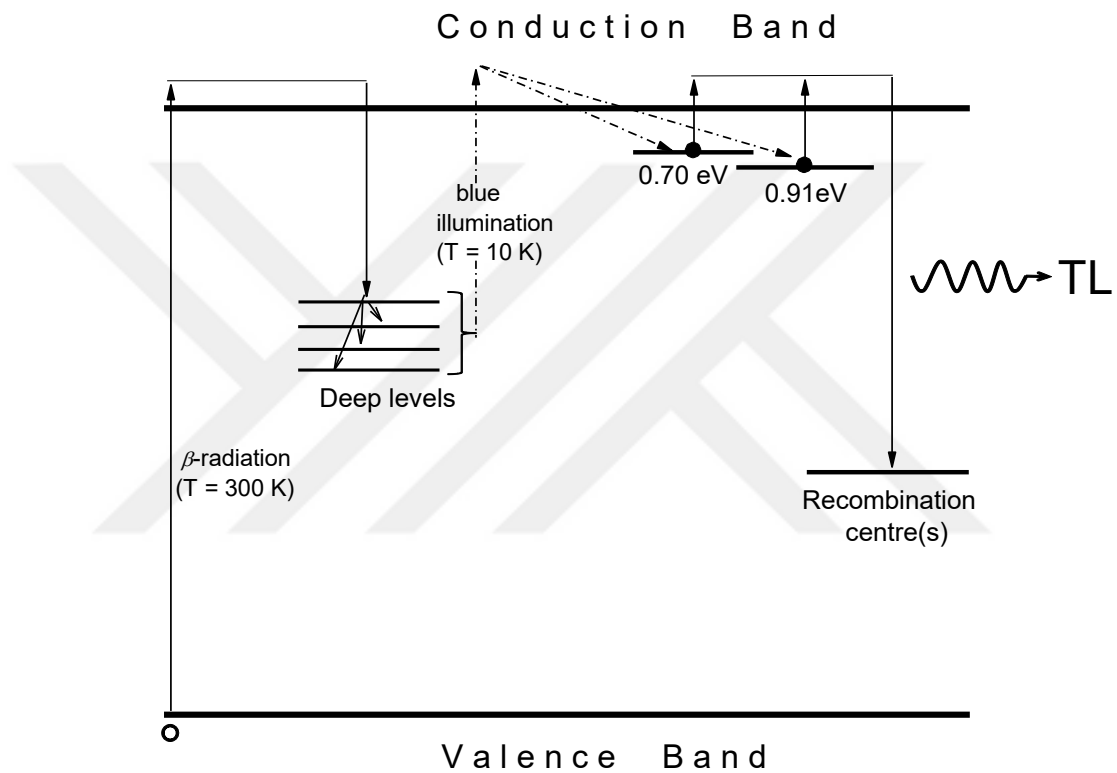 Conduction Band
blue
illumination
(T = 10 K)
0.70 eV
0.91eV
TL
Deep levels
β-radiation
(T = 300 K)
Recombination
centre(s)
Valence Band